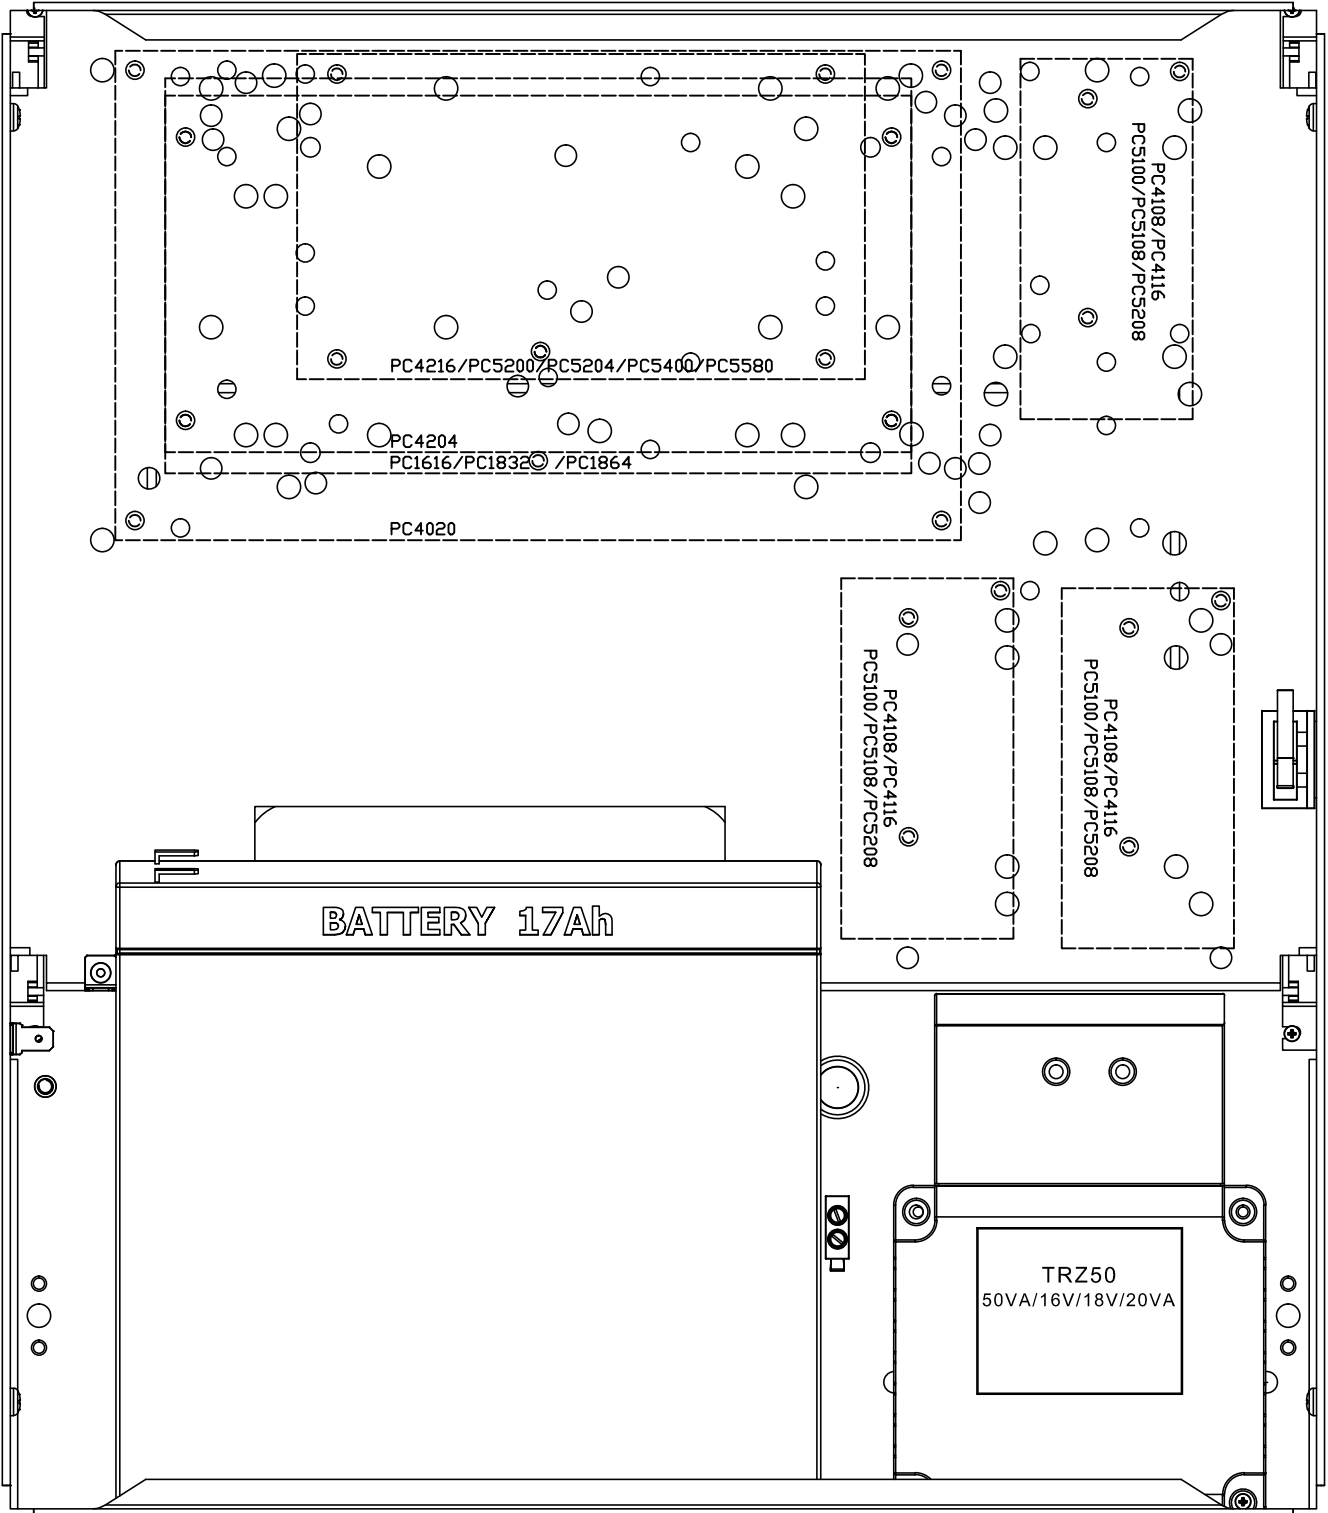 PC4108/PC4116
PC5100/PC5108/PC5208
PC4216/PC5200/PC5204/PC5400/PC5580
PC4204
PC1616/PC1832 /PC1864
PC4020
PC4108/PC4116
PC5100/PC5108/PC5208
PC4108/PC4116
PC5100/PC5108/PC5208
BATTERY 17Ah
TRZ50
50VA/16V/18V/20VA